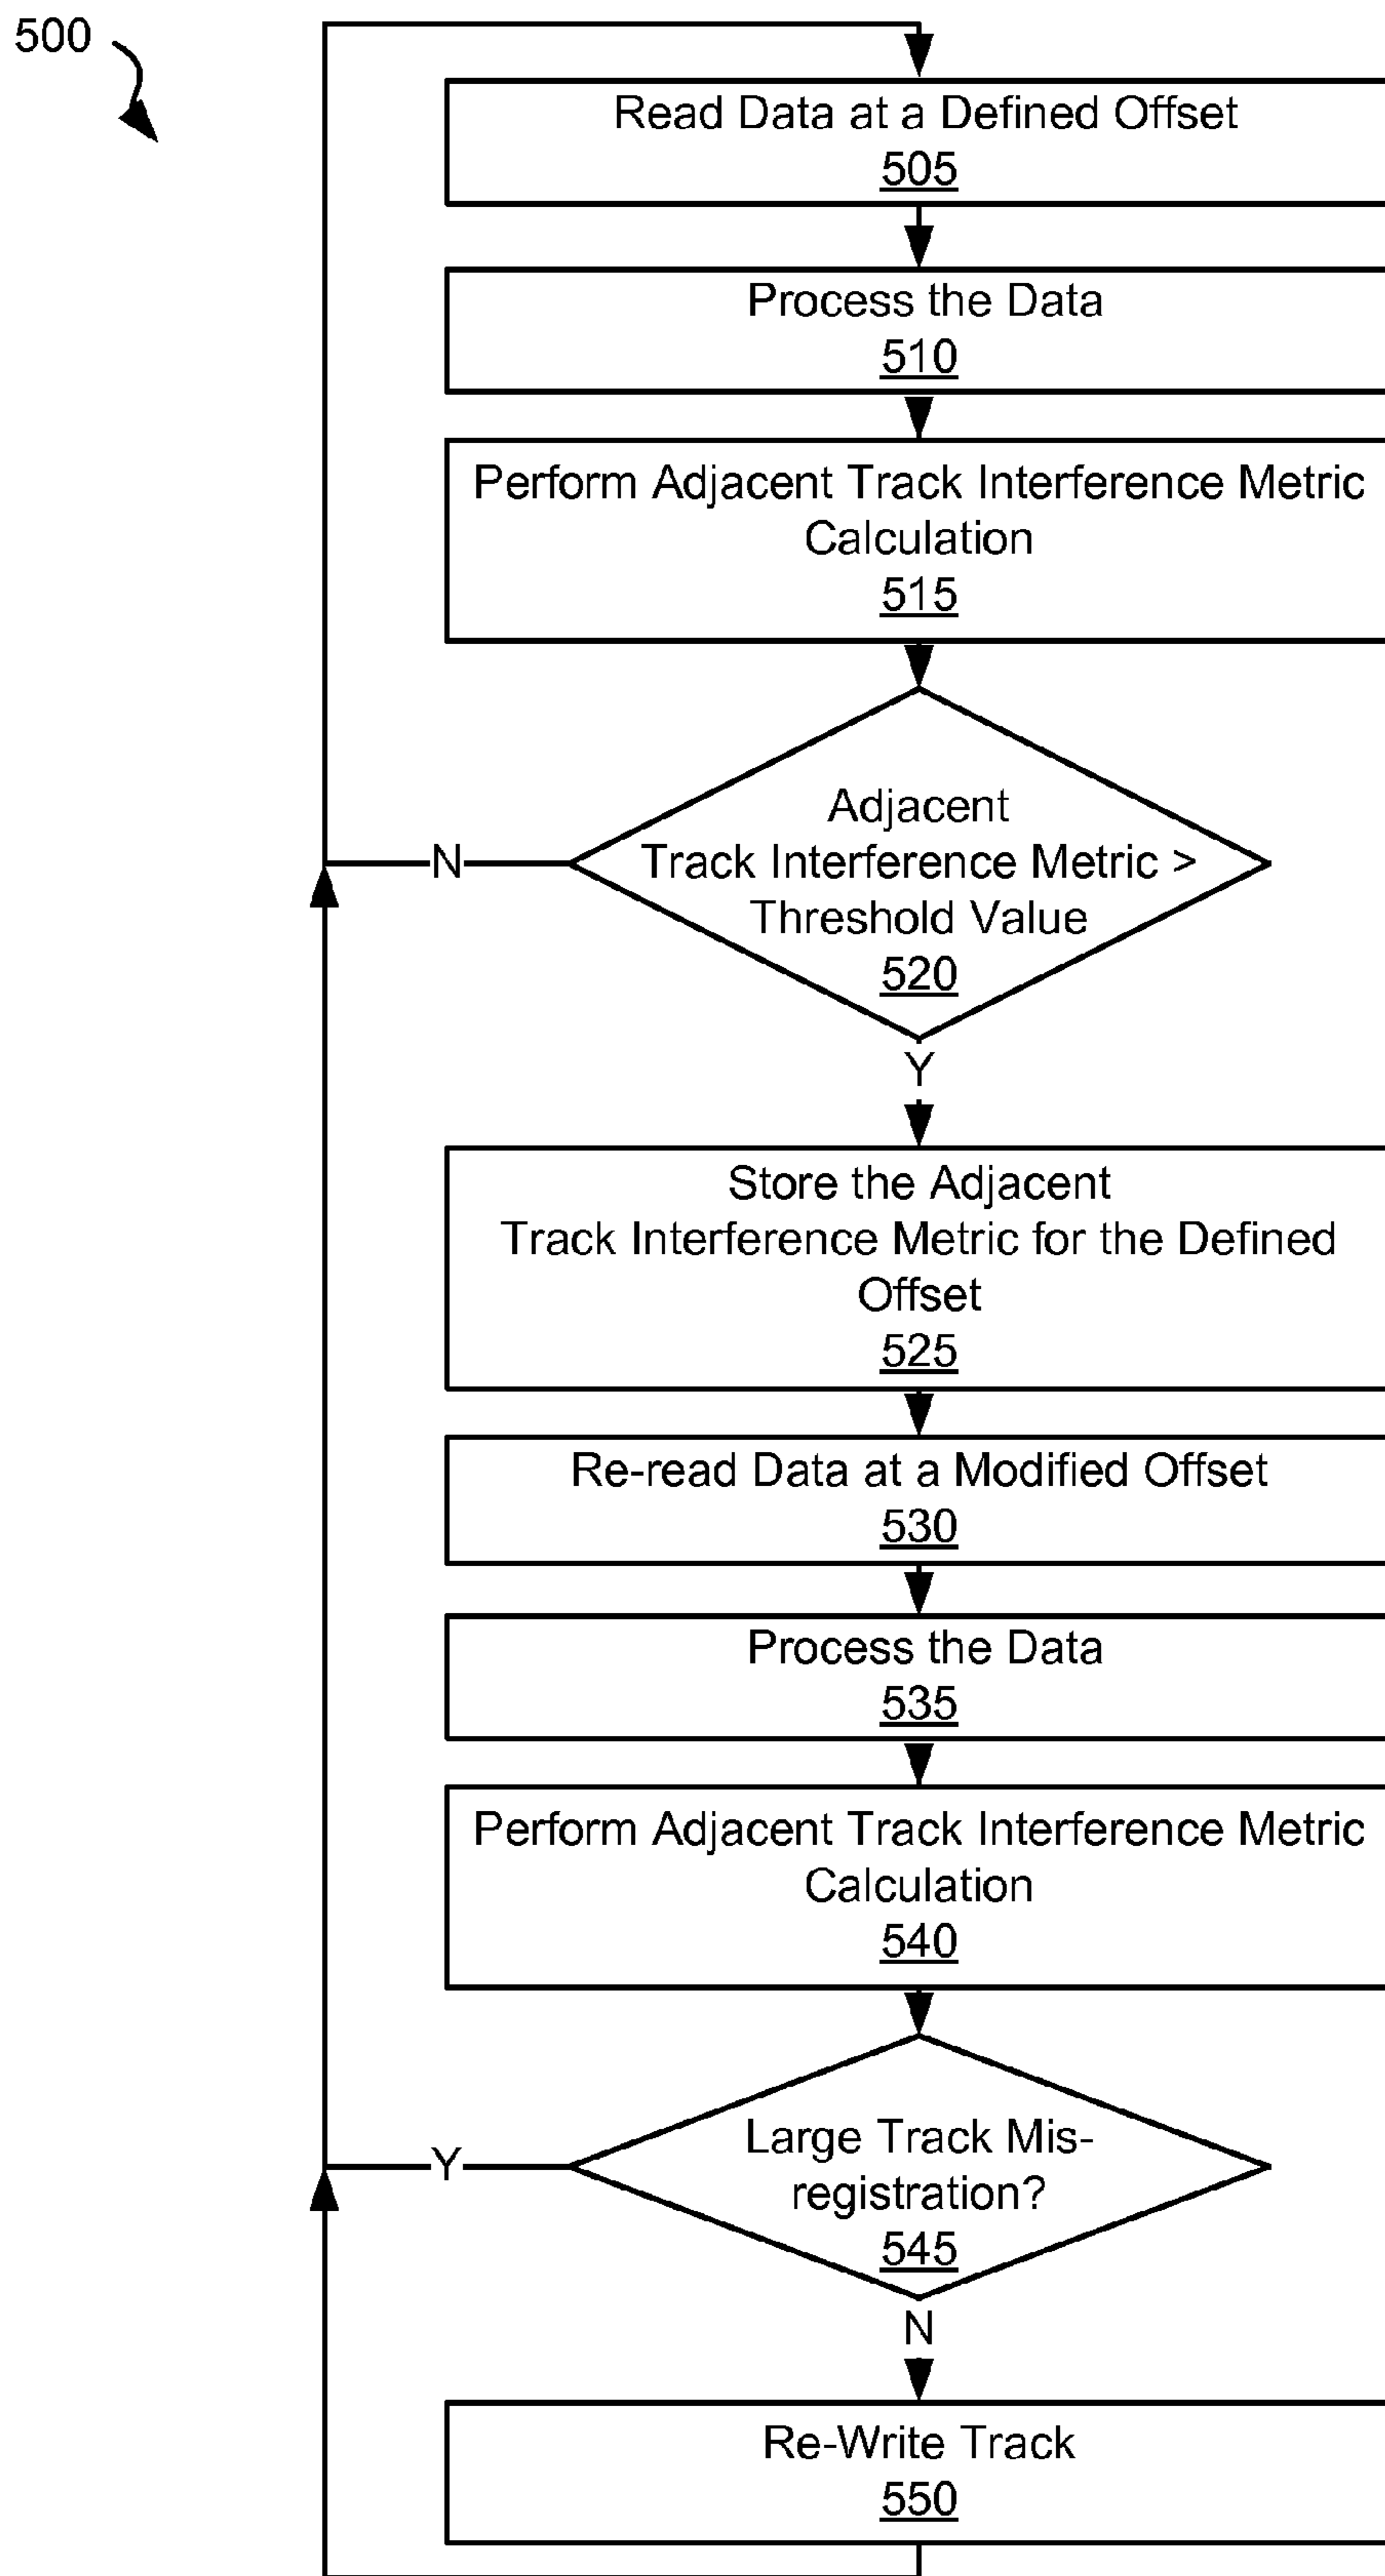 500
Read Data at a Defined Offset
505
Process the Data
510
Perform Adjacent Track Interference Metric
Calculation
515
Adjacent
Track Interference Metric >
Threshold Value
520
N
Y
Store the Adjacent
Track Interference Metric for the Defined
Offset
525
Re-read Data at a Modified Offset
530
Process the Data
535
Perform Adjacent Track Interference Metric
Calculation
540
Large Track Mis-
registration?
545
Y
N
Re-Write Track
550